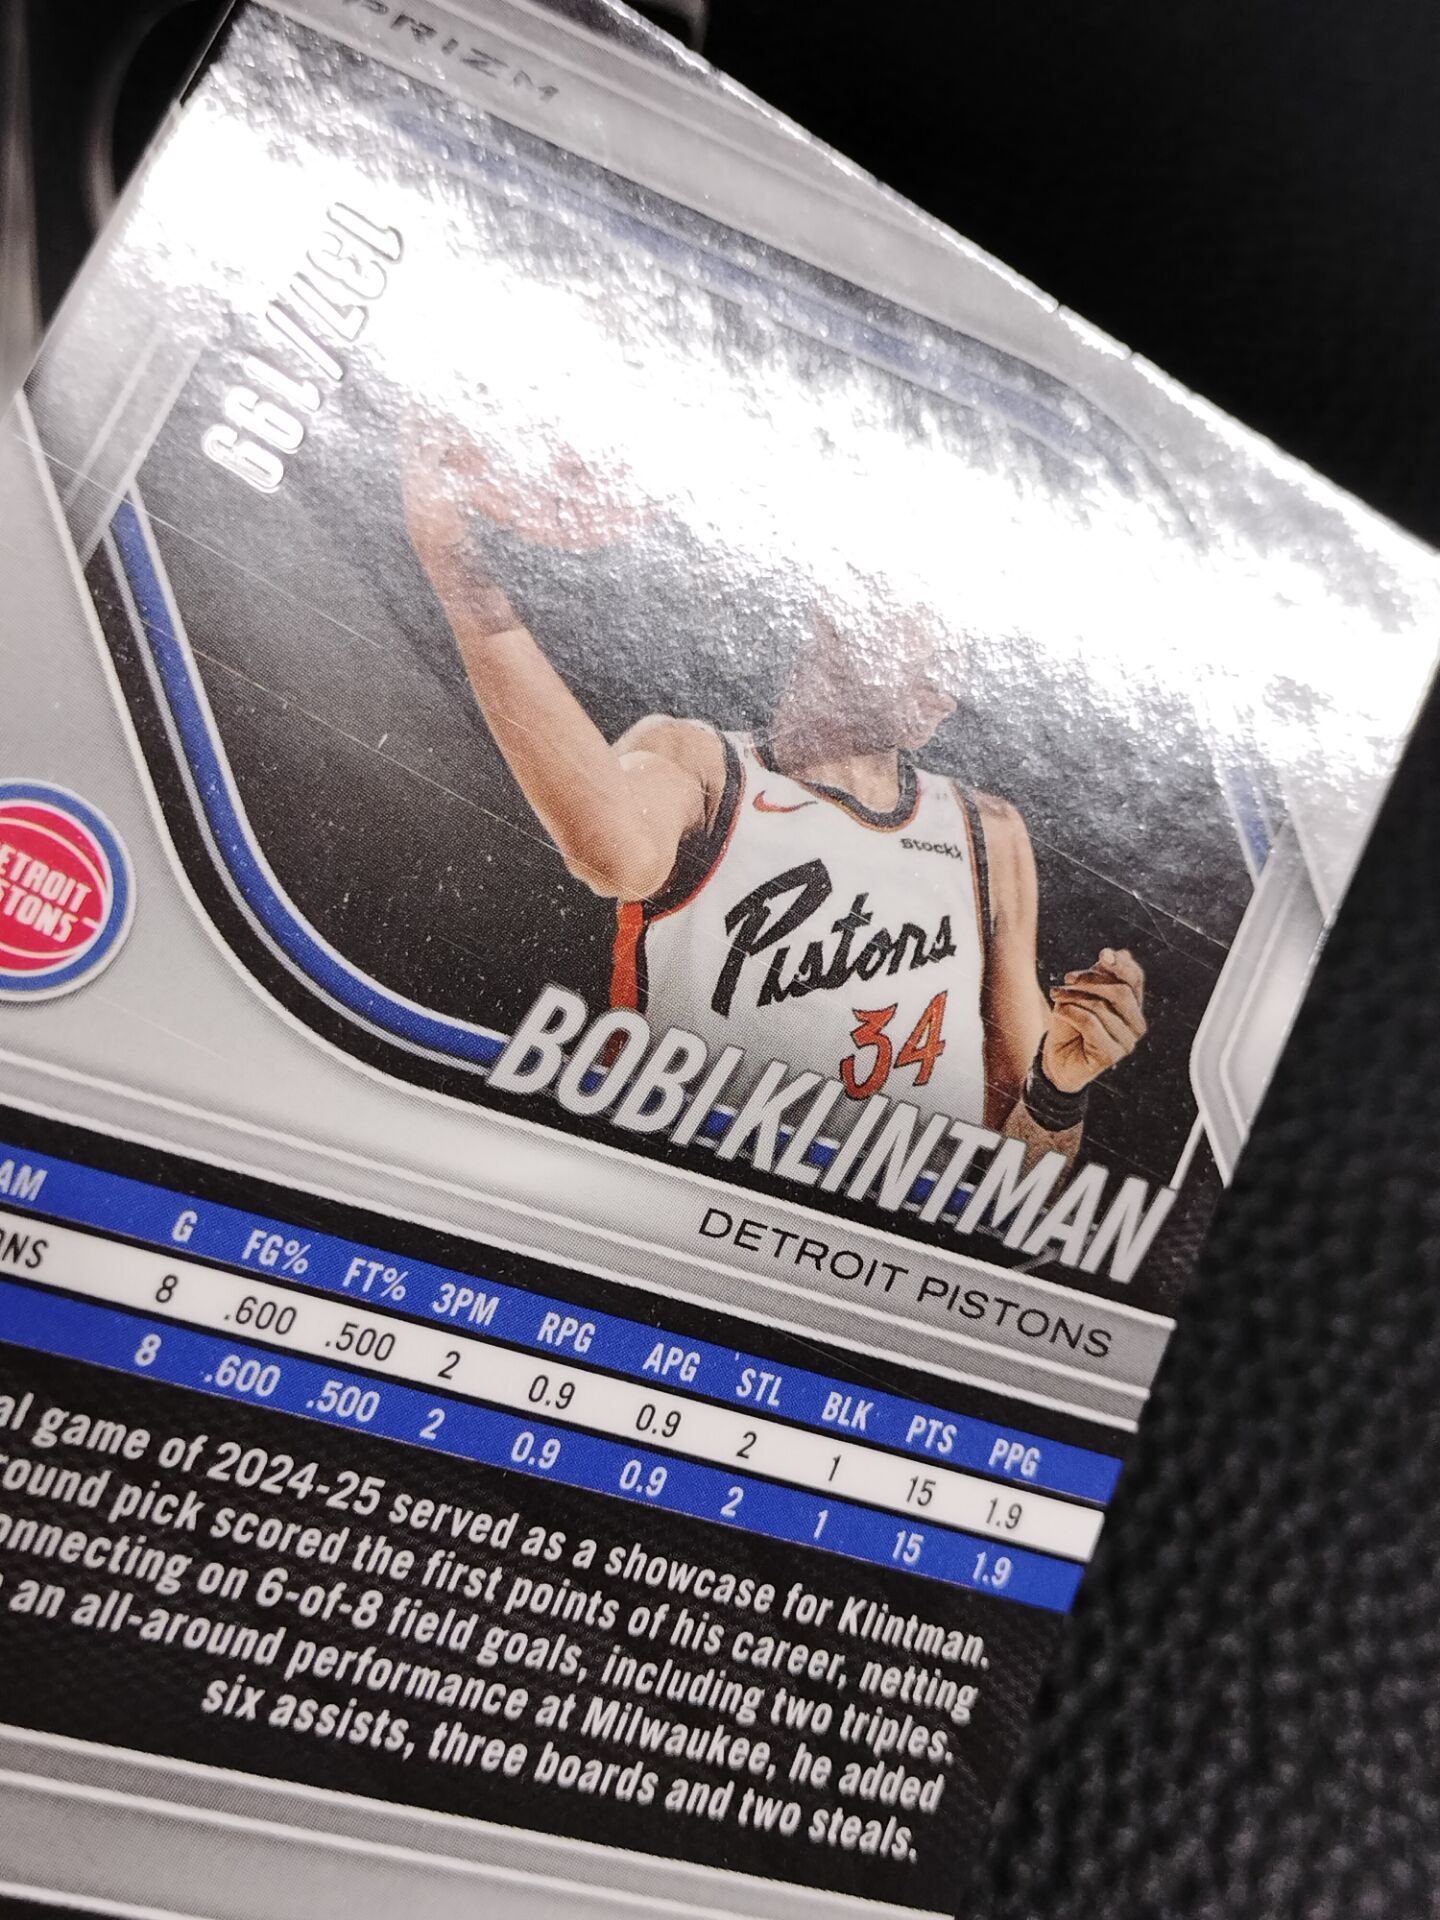 PRIZM
137/199
DETROIT
PISTONS
stockx
Pistons
34
BOBI KLINTMAN
DETROIT PISTONS
AM G FG% FT% 3PM RPG APG STL BLK PTS PPG
ONS 8 .600 .500 2 0.9 0.9 2 1 15 1.9
8 .600 .500 2 0.9 0.9 2 1 15 1.9
al game of 2024-25 served as a showcase for Klintman.
round pick scored the first points of his career, netting
onnecting on 6-of-8 field goals, including two triples.
an all-around performance at Milwaukee, he added
six assists, three boards and two steals.